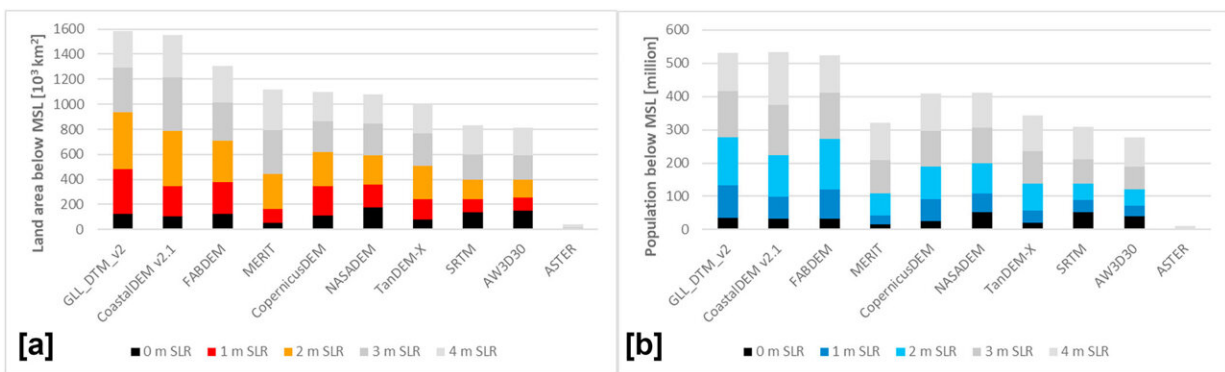 Land area below MSL [10³ km²]
1600
1400
1200
1000
800
600
400
200
0
GLL_DTM_v2
CoastalDEM v2.1
FABDEM
MERIT
CopernicusDEM
NASADEM
TanDEM-X
SRTM
AW3D30
ASTER
[a]
0 m SLR
1 m SLR
2 m SLR
3 m SLR
4 m SLR
Population below MSL [million]
600
500
400
300
200
100
0
GLL_DTM_v2
CoastalDEM v2.1
FABDEM
MERIT
CopernicusDEM
NASADEM
TanDEM-X
SRTM
AW3D30
ASTER
[b]
0 m SLR
1 m SLR
2 m SLR
3 m SLR
4 m SLR